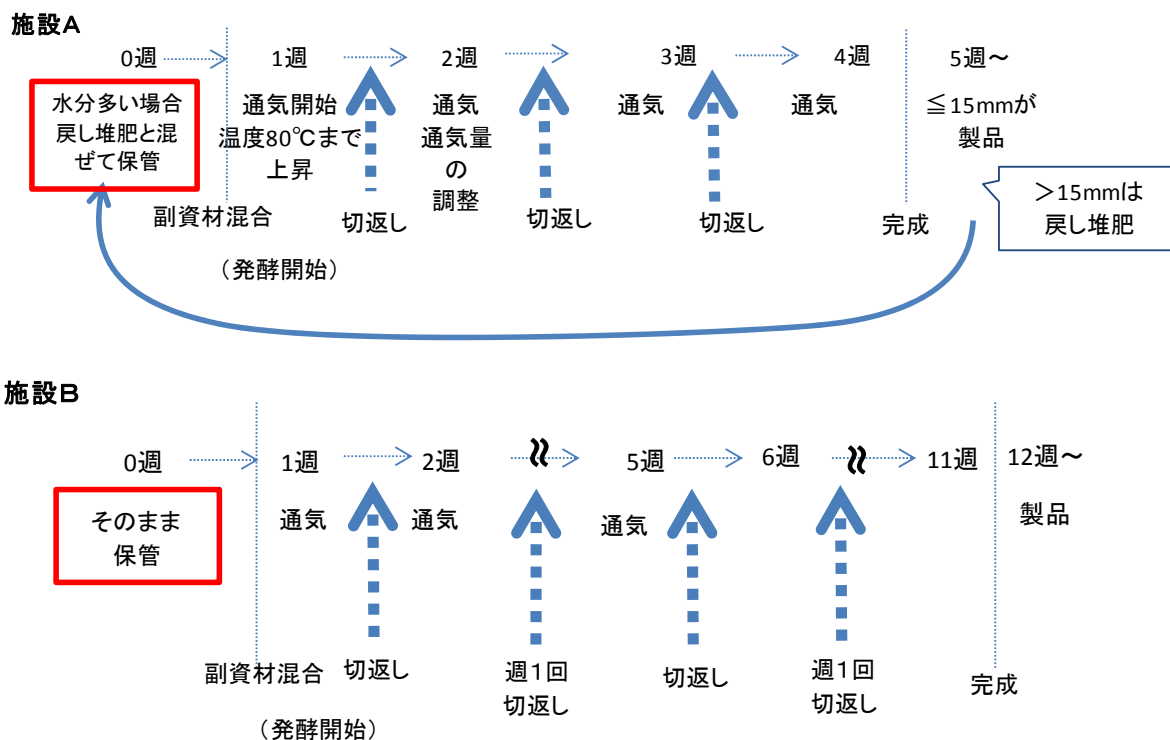 施設A
0週
1週
2週
3週
4週
5週～
水分多い場合
戻し堆肥と混
ぜて保管
通気開始
温度80℃まで
上昇
通気
通気量
の
調整
通気
通気
≦15mmが
製品
＞15mmは
戻し堆肥
副資材混合
切返し
切返し
切返し
完成
（発酵開始）
施設B
0週
1週
2週
5週
6週
11週
12週～
そのまま
保管
通気
通気
通気
製品
副資材混合
切返し
週1回
切返し
切返し
週１回
切返し
完成
（発酵開始）